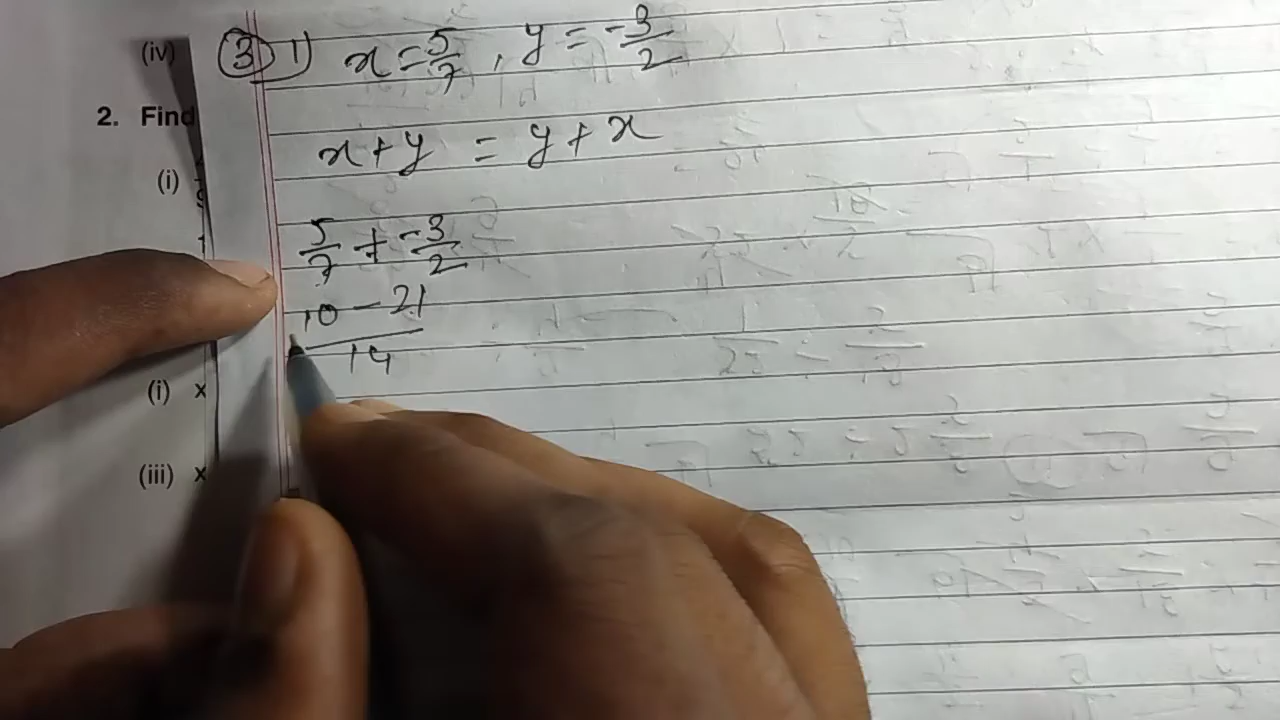 (iv)
③ 1) x = 5/7 , y = -3/2
2. Find
x + y = y + x
(i)
5/7 + -3/2
10 - 21
14
(i) x
(iii) x